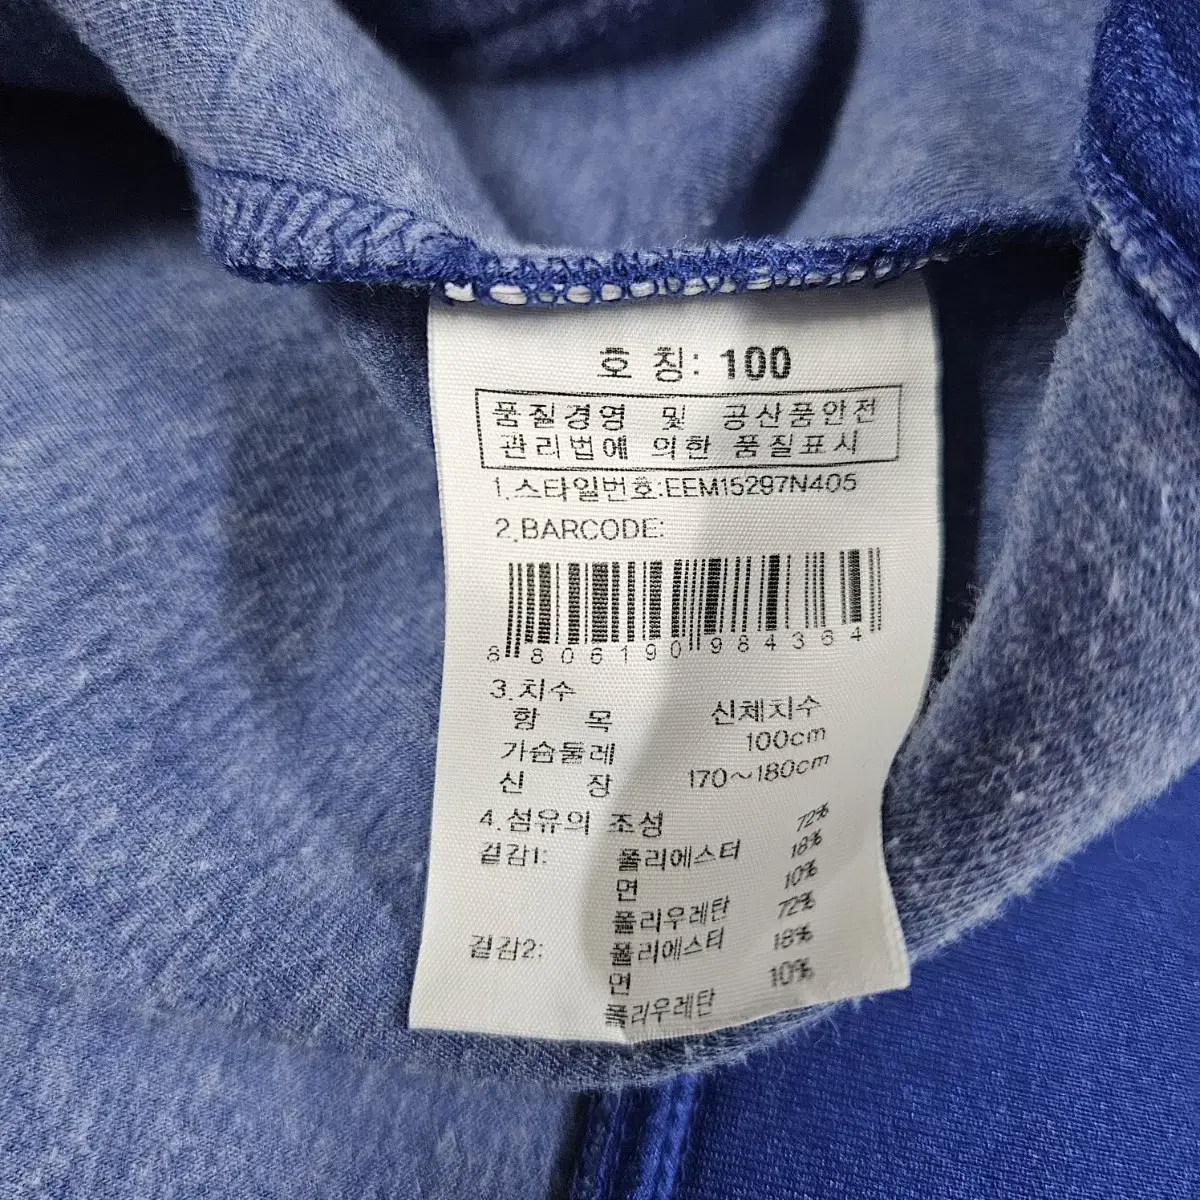 호 칭: 100
품질경영 및 공산품안전
관리법에 의한 품질표시
1.스타일번호:EEM15297N405
2.BARCODE:
8 806190 984364
3.치수
항 목 신체치수
가슴둘레 100cm
신 장 170~180cm
4.섬유의 조성
겉감1: 폴리에스터 72%
면 18%
폴리우레탄 10%
겉감2: 폴리에스터 72%
면 18%
폴리우레탄 10%